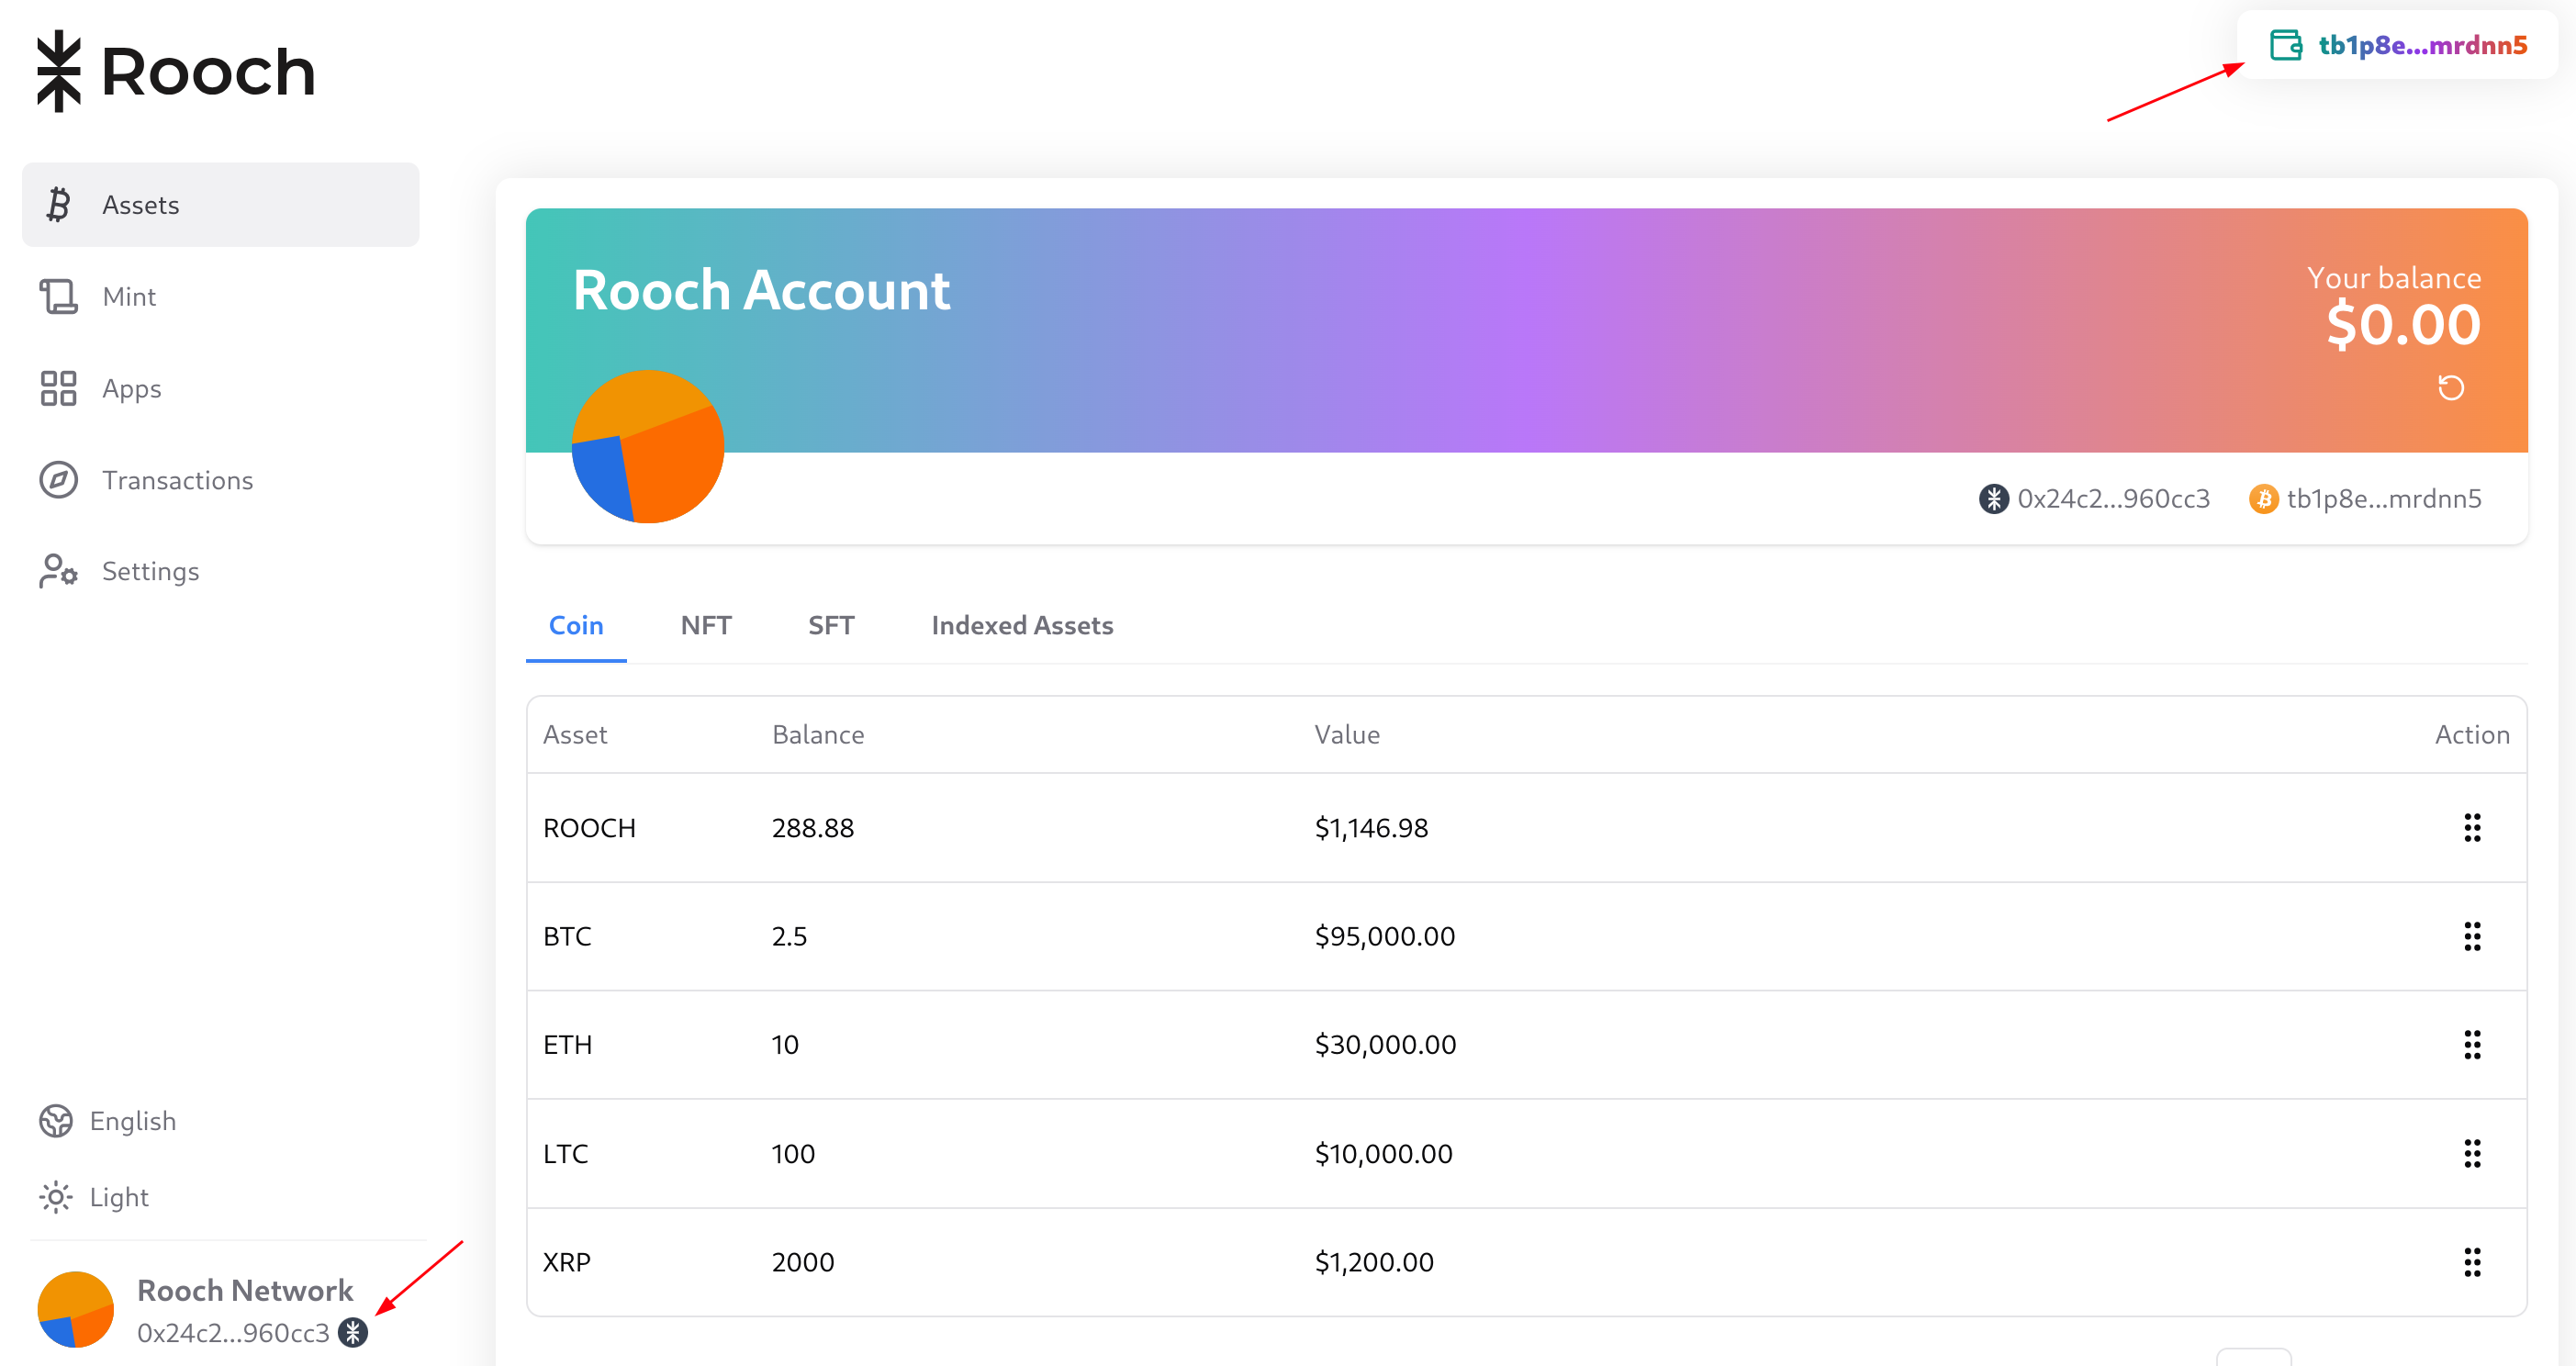 Rooch
tb1p8e...mrdnn5
Assets
Mint
Apps
Transactions
Settings
English
Light
Rooch Network
0x24c2...960cc3
Rooch Account
Your balance
$0.00
0x24c2...960cc3 tb1p8e...mrdnn5
Coin NFT SFT Indexed Assets
Asset Balance Value Action
ROOCH 288.88 $1,146.98
BTC 2.5 $95,000.00
ETH 10 $30,000.00
LTC 100 $10,000.00
XRP 2000 $1,200.00